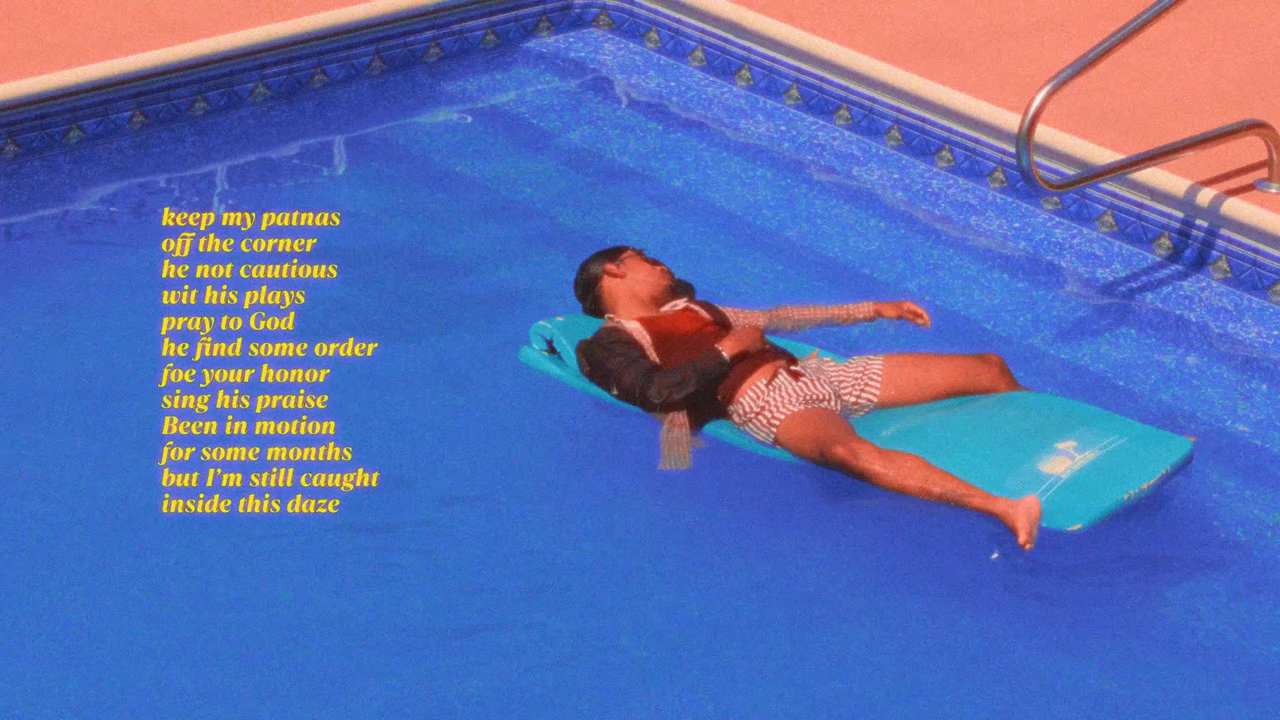 keep my patnas
off the corner
he not cautious
wit his plays
pray to God
he find some order
foe your honor
sing his praise
Been in motion
for some months
but I'm still caught
inside this daze